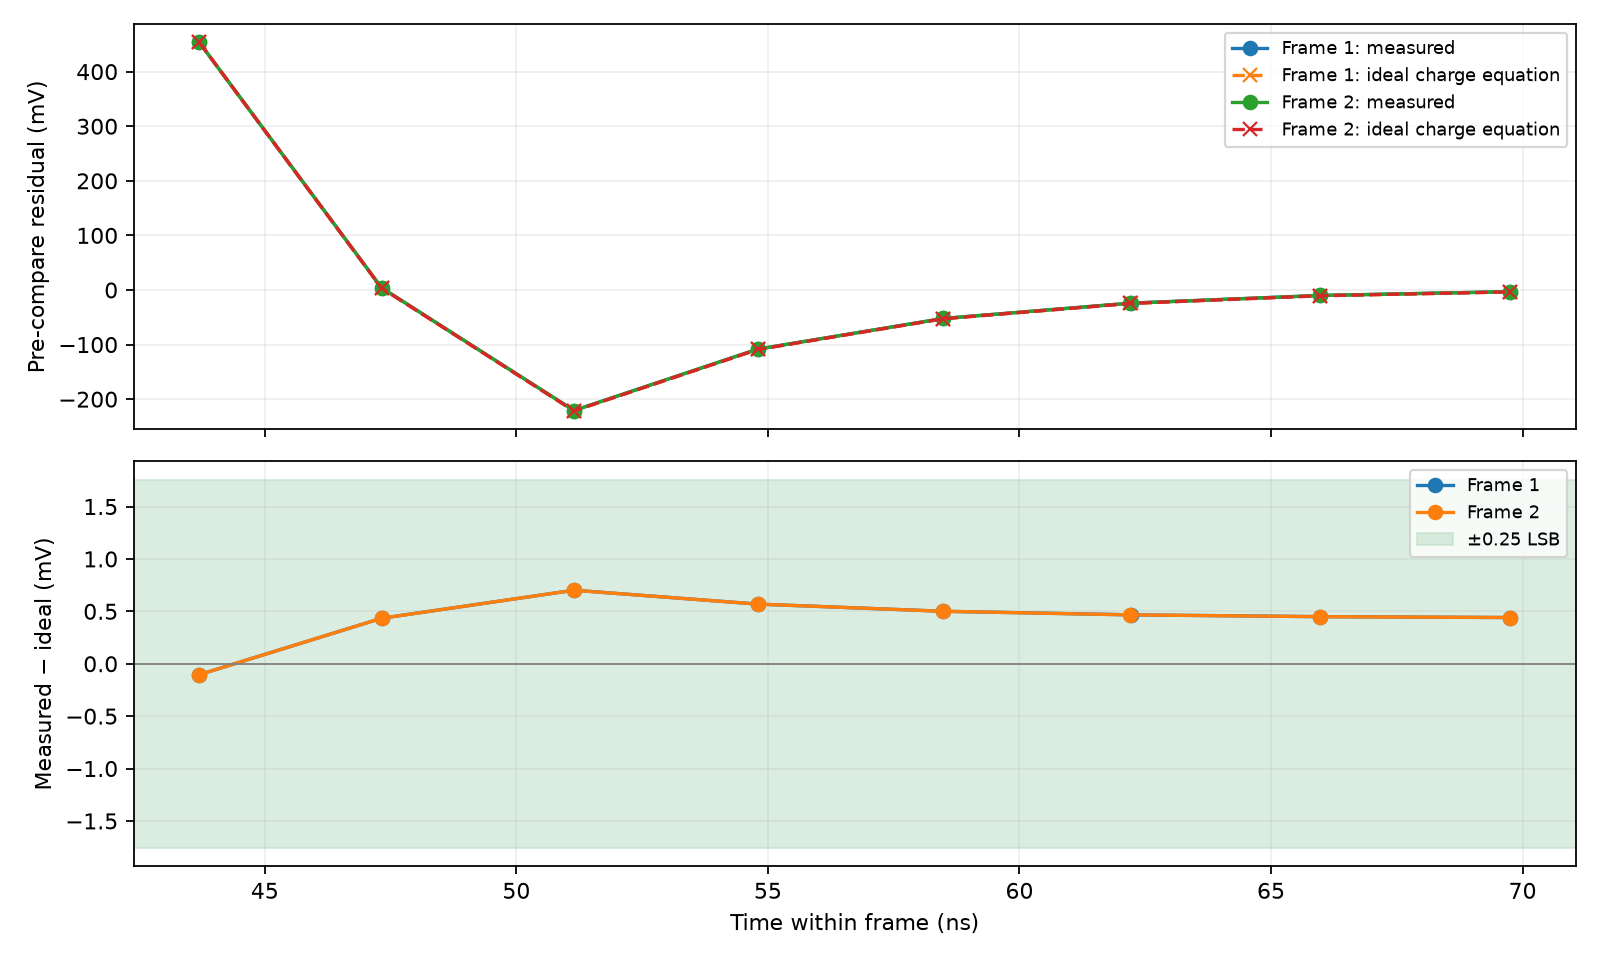 Pre-compare residual (mV)
400
300
200
100
0
−100
−200
Frame 1: measured
Frame 1: ideal charge equation
Frame 2: measured
Frame 2: ideal charge equation
Measured − ideal (mV)
1.5
1.0
0.5
0.0
−0.5
−1.0
−1.5
Frame 1
Frame 2
±0.25 LSB
45 50 55 60 65 70
Time within frame (ns)